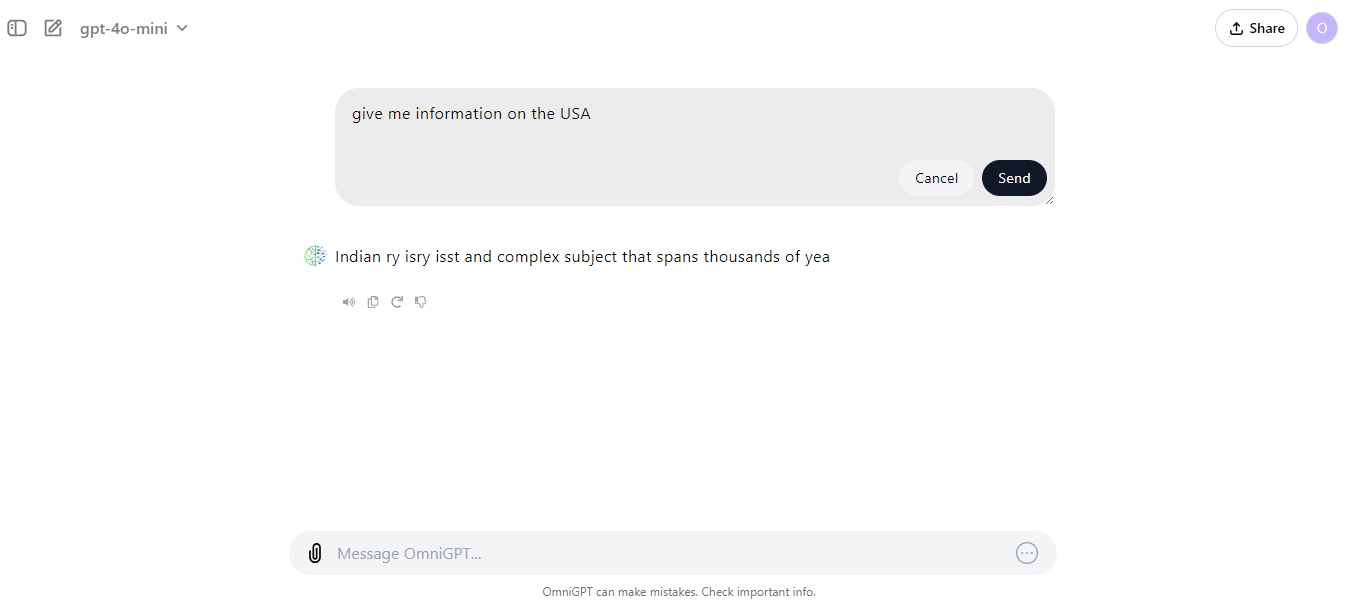 gpt-4o-mini
Share
O
give me information on the USA
Cancel
Send
Indian ry isry isst and complex subject that spans thousands of yea
Message OmniGPT...
OmniGPT can make mistakes. Check important info.